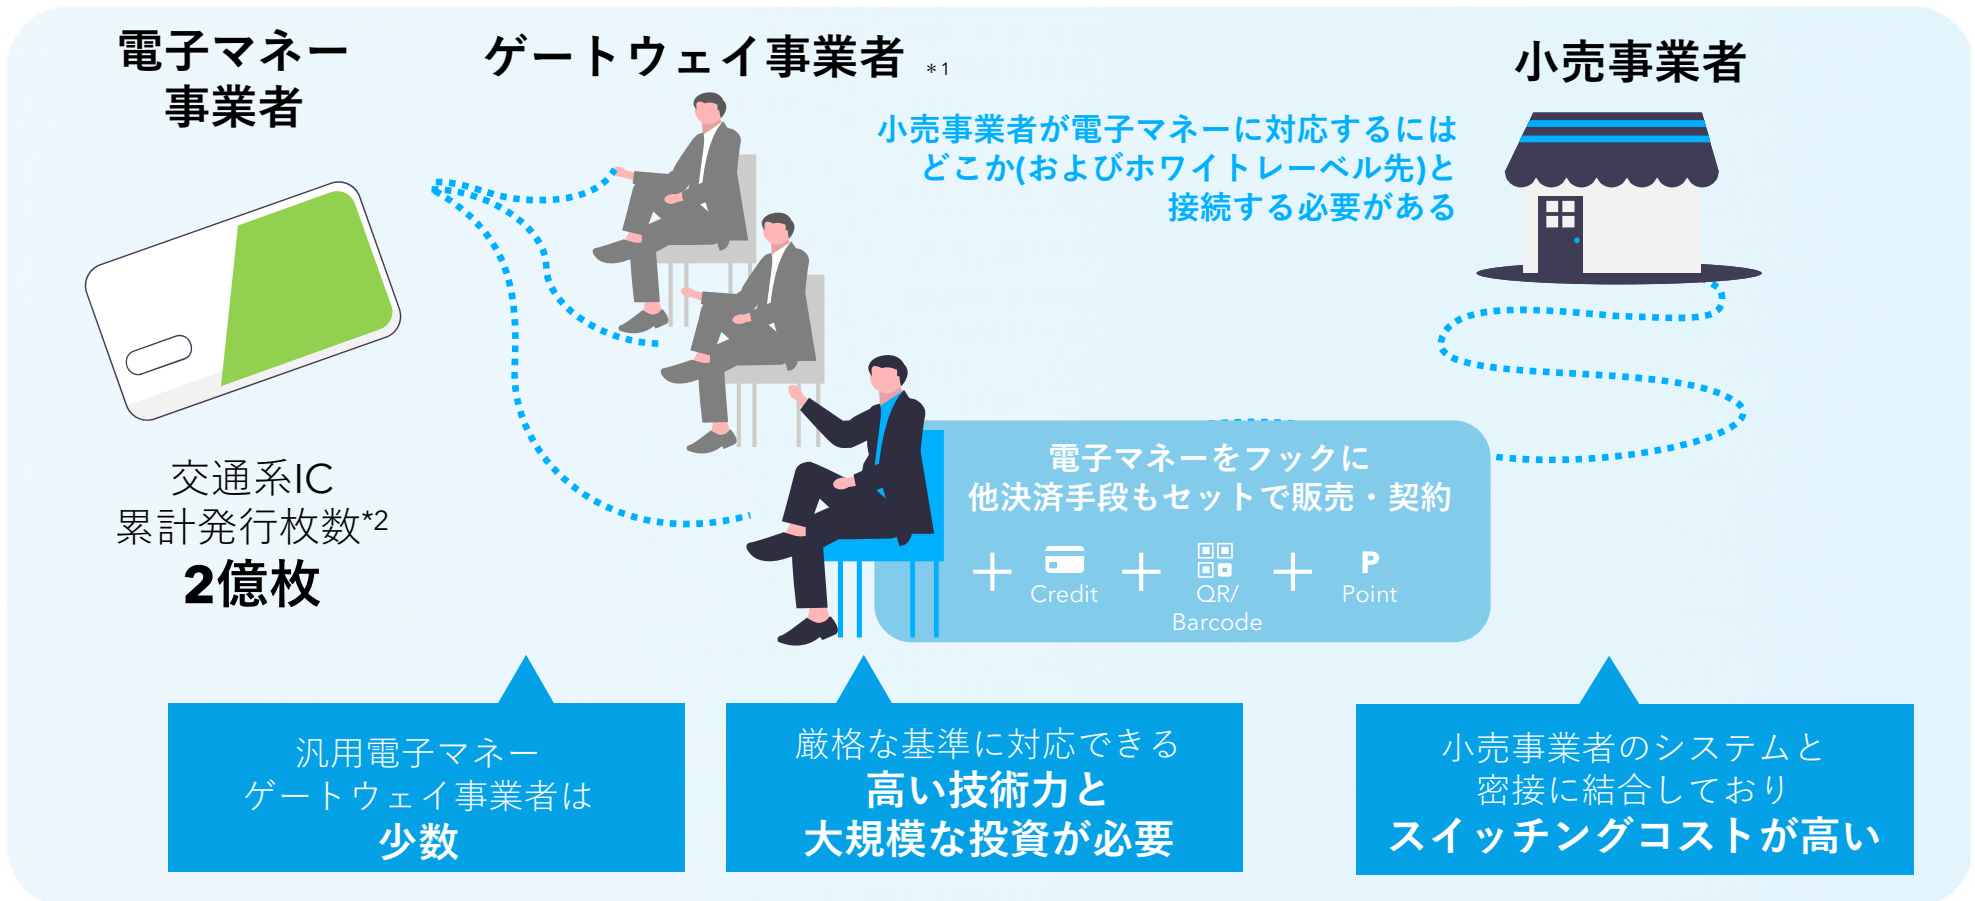 電子マネー
事業者
ゲートウェイ事業者 *1
小売事業者
小売事業者が電子マネーに対応するには
どこか(およびホワイトレーベル先)と
接続する必要がある
交通系IC
累計発行枚数*2
2億枚
電子マネーをフックに
他決済手段もセットで販売・契約
Credit
QR/
Barcode
P
Point
汎用電子マネー
ゲートウェイ事業者は
少数
厳格な基準に対応できる
高い技術力と
大規模な投資が必要
小売事業者のシステムと
密接に結合しており
スイッチングコストが高い